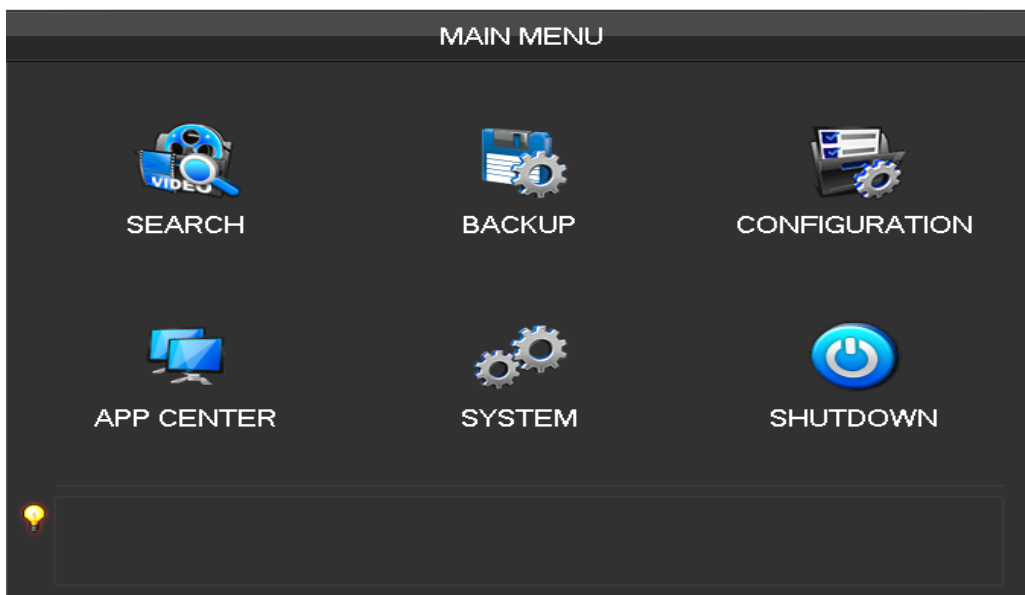 MAIN MENU
VIDEO
SEARCH
BACKUP
CONFIGURATION
APP CENTER
SYSTEM
SHUTDOWN